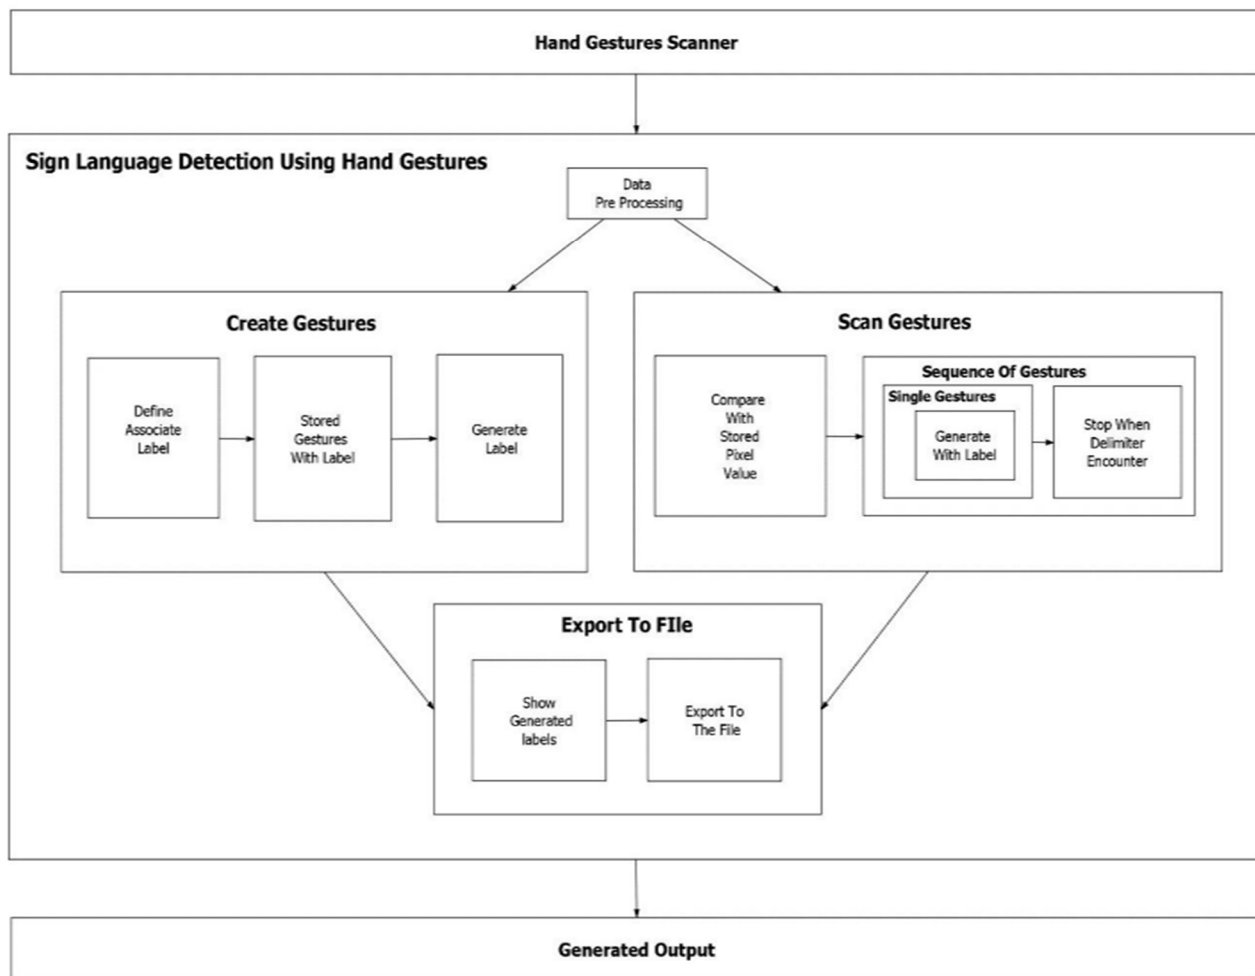 Hand Gestures Scanner
Sign Language Detection Using Hand Gestures
Data
Pre Processing
Create Gestures
Define
Associate
Label
Stored
Gestures
With Label
Generate
Label
Scan Gestures
Compare
With
Stored
Pixel
Value
Sequence Of Gestures
Single Gestures
Generate
With Label
Stop When
Delimiter
Encounter
Export To FIle
Show
Generated
labels
Export To
The File
Generated Output